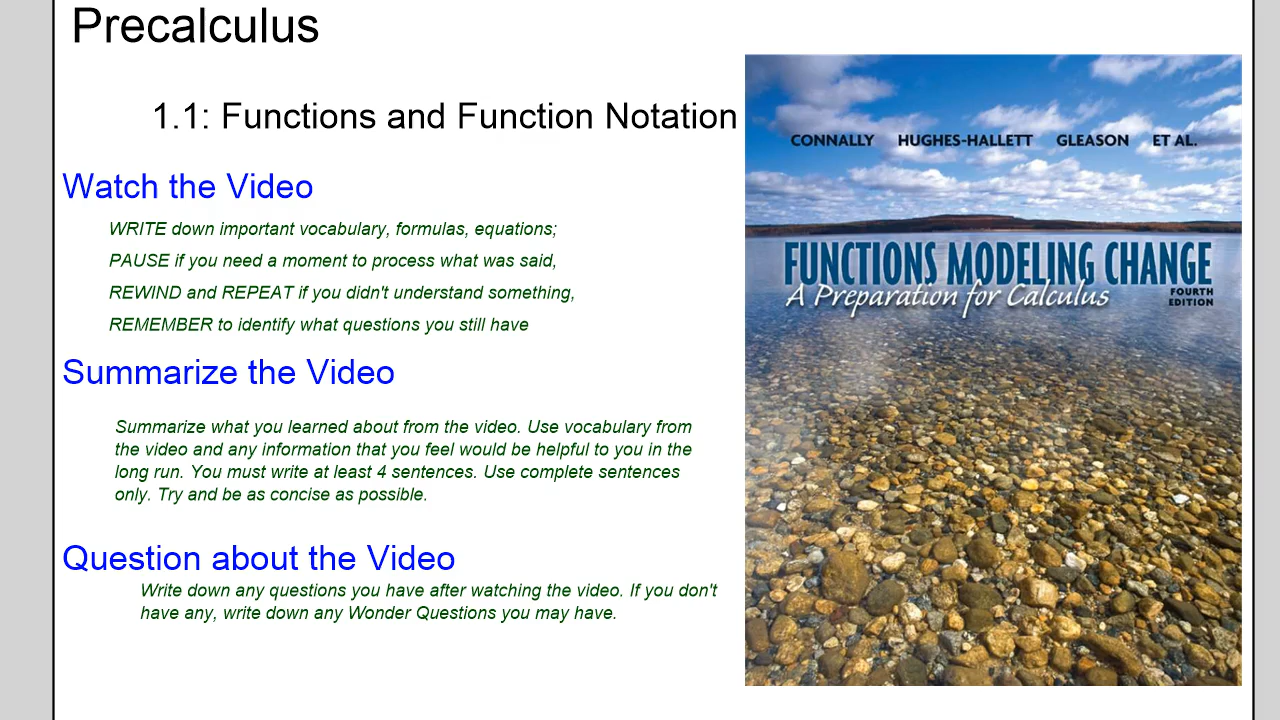 Precalculus
1.1: Functions and Function Notation
Watch the Video
WRITE down important vocabulary, formulas, equations;
PAUSE if you need a moment to process what was said,
REWIND and REPEAT if you didn't understand something,
REMEMBER to identify what questions you still have
Summarize the Video
Summarize what you learned about from the video. Use vocabulary from
the video and any information that you feel would be helpful to you in the
long run. You must write at least 4 sentences. Use complete sentences
only. Try and be as concise as possible.
Question about the Video
Write down any questions you have after watching the video. If you don't
have any, write down any Wonder Questions you may have.
CONNALLY HUGHES-HALLETT GLEASON ET AL.
FUNCTIONS MODELING CHANGE
A Preparation for Calculus
FOURTH
EDITION